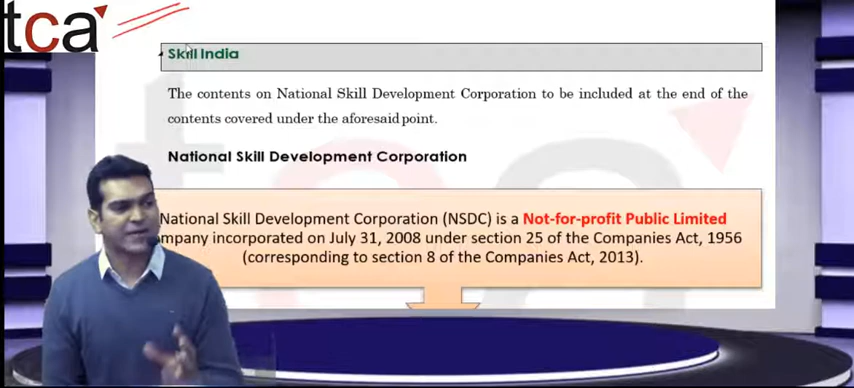 tca
Skill India
The contents on National Skill Development Corporation to be included at the end of the
contents covered under the aforesaid point.
National Skill Development Corporation
National Skill Development Corporation (NSDC) is a Not-for-profit Public Limited
mpany incorporated on July 31, 2008 under section 25 of the Companies Act, 1956
(corresponding to section 8 of the Companies Act, 2013).